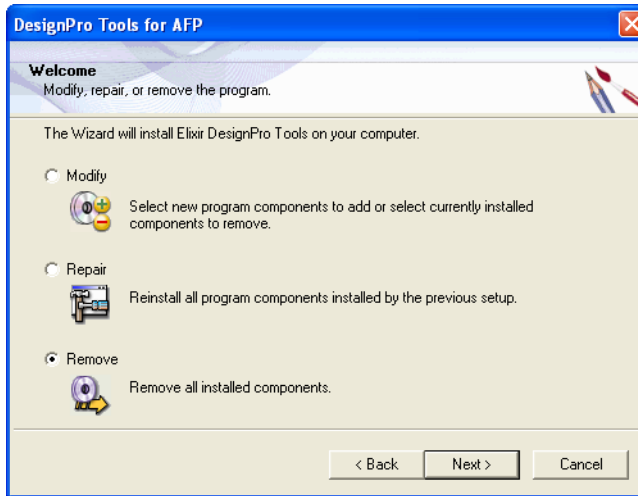 DesignPro Tools for AFP
Welcome
Modify, repair, or remove the program.
The Wizard will install Elixir DesignPro Tools on your computer.
Modify
Select new program components to add or select currently installed
components to remove.
Repair
Reinstall all program components installed by the previous setup.
Remove
Remove all installed components.
< Back
Next >
Cancel